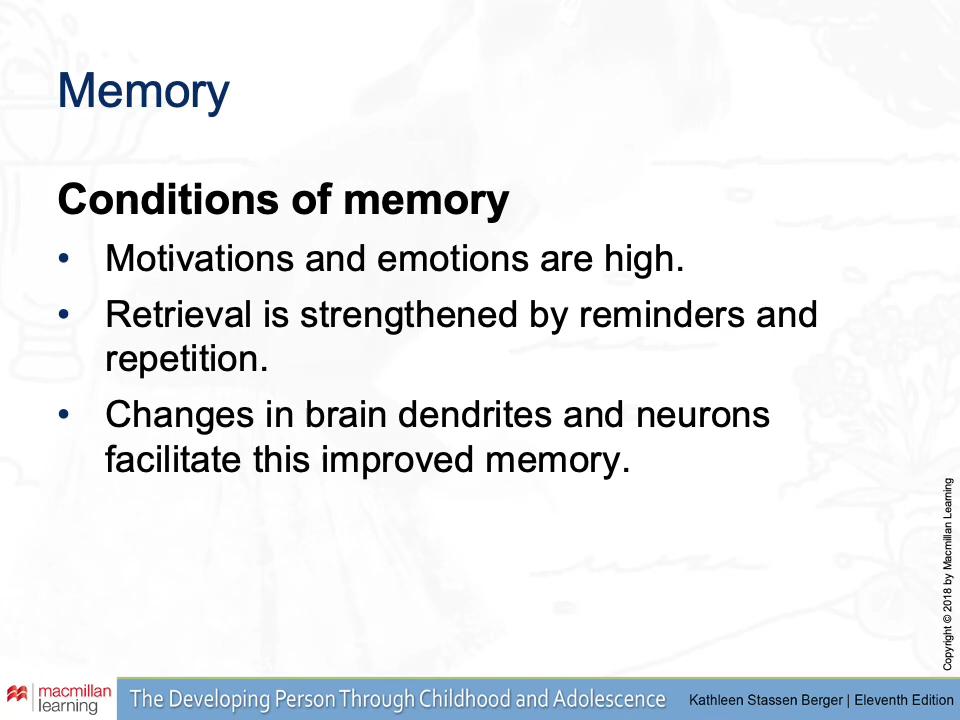 Memory
Conditions of memory
• Motivations and emotions are high.
• Retrieval is strengthened by reminders and
repetition.
• Changes in brain dendrites and neurons
facilitate this improved memory.
Copyright © 2018 by Macmillan Learning
macmillan
learning
The Developing Person Through Childhood and Adolescence
Kathleen Stassen Berger | Eleventh Edition